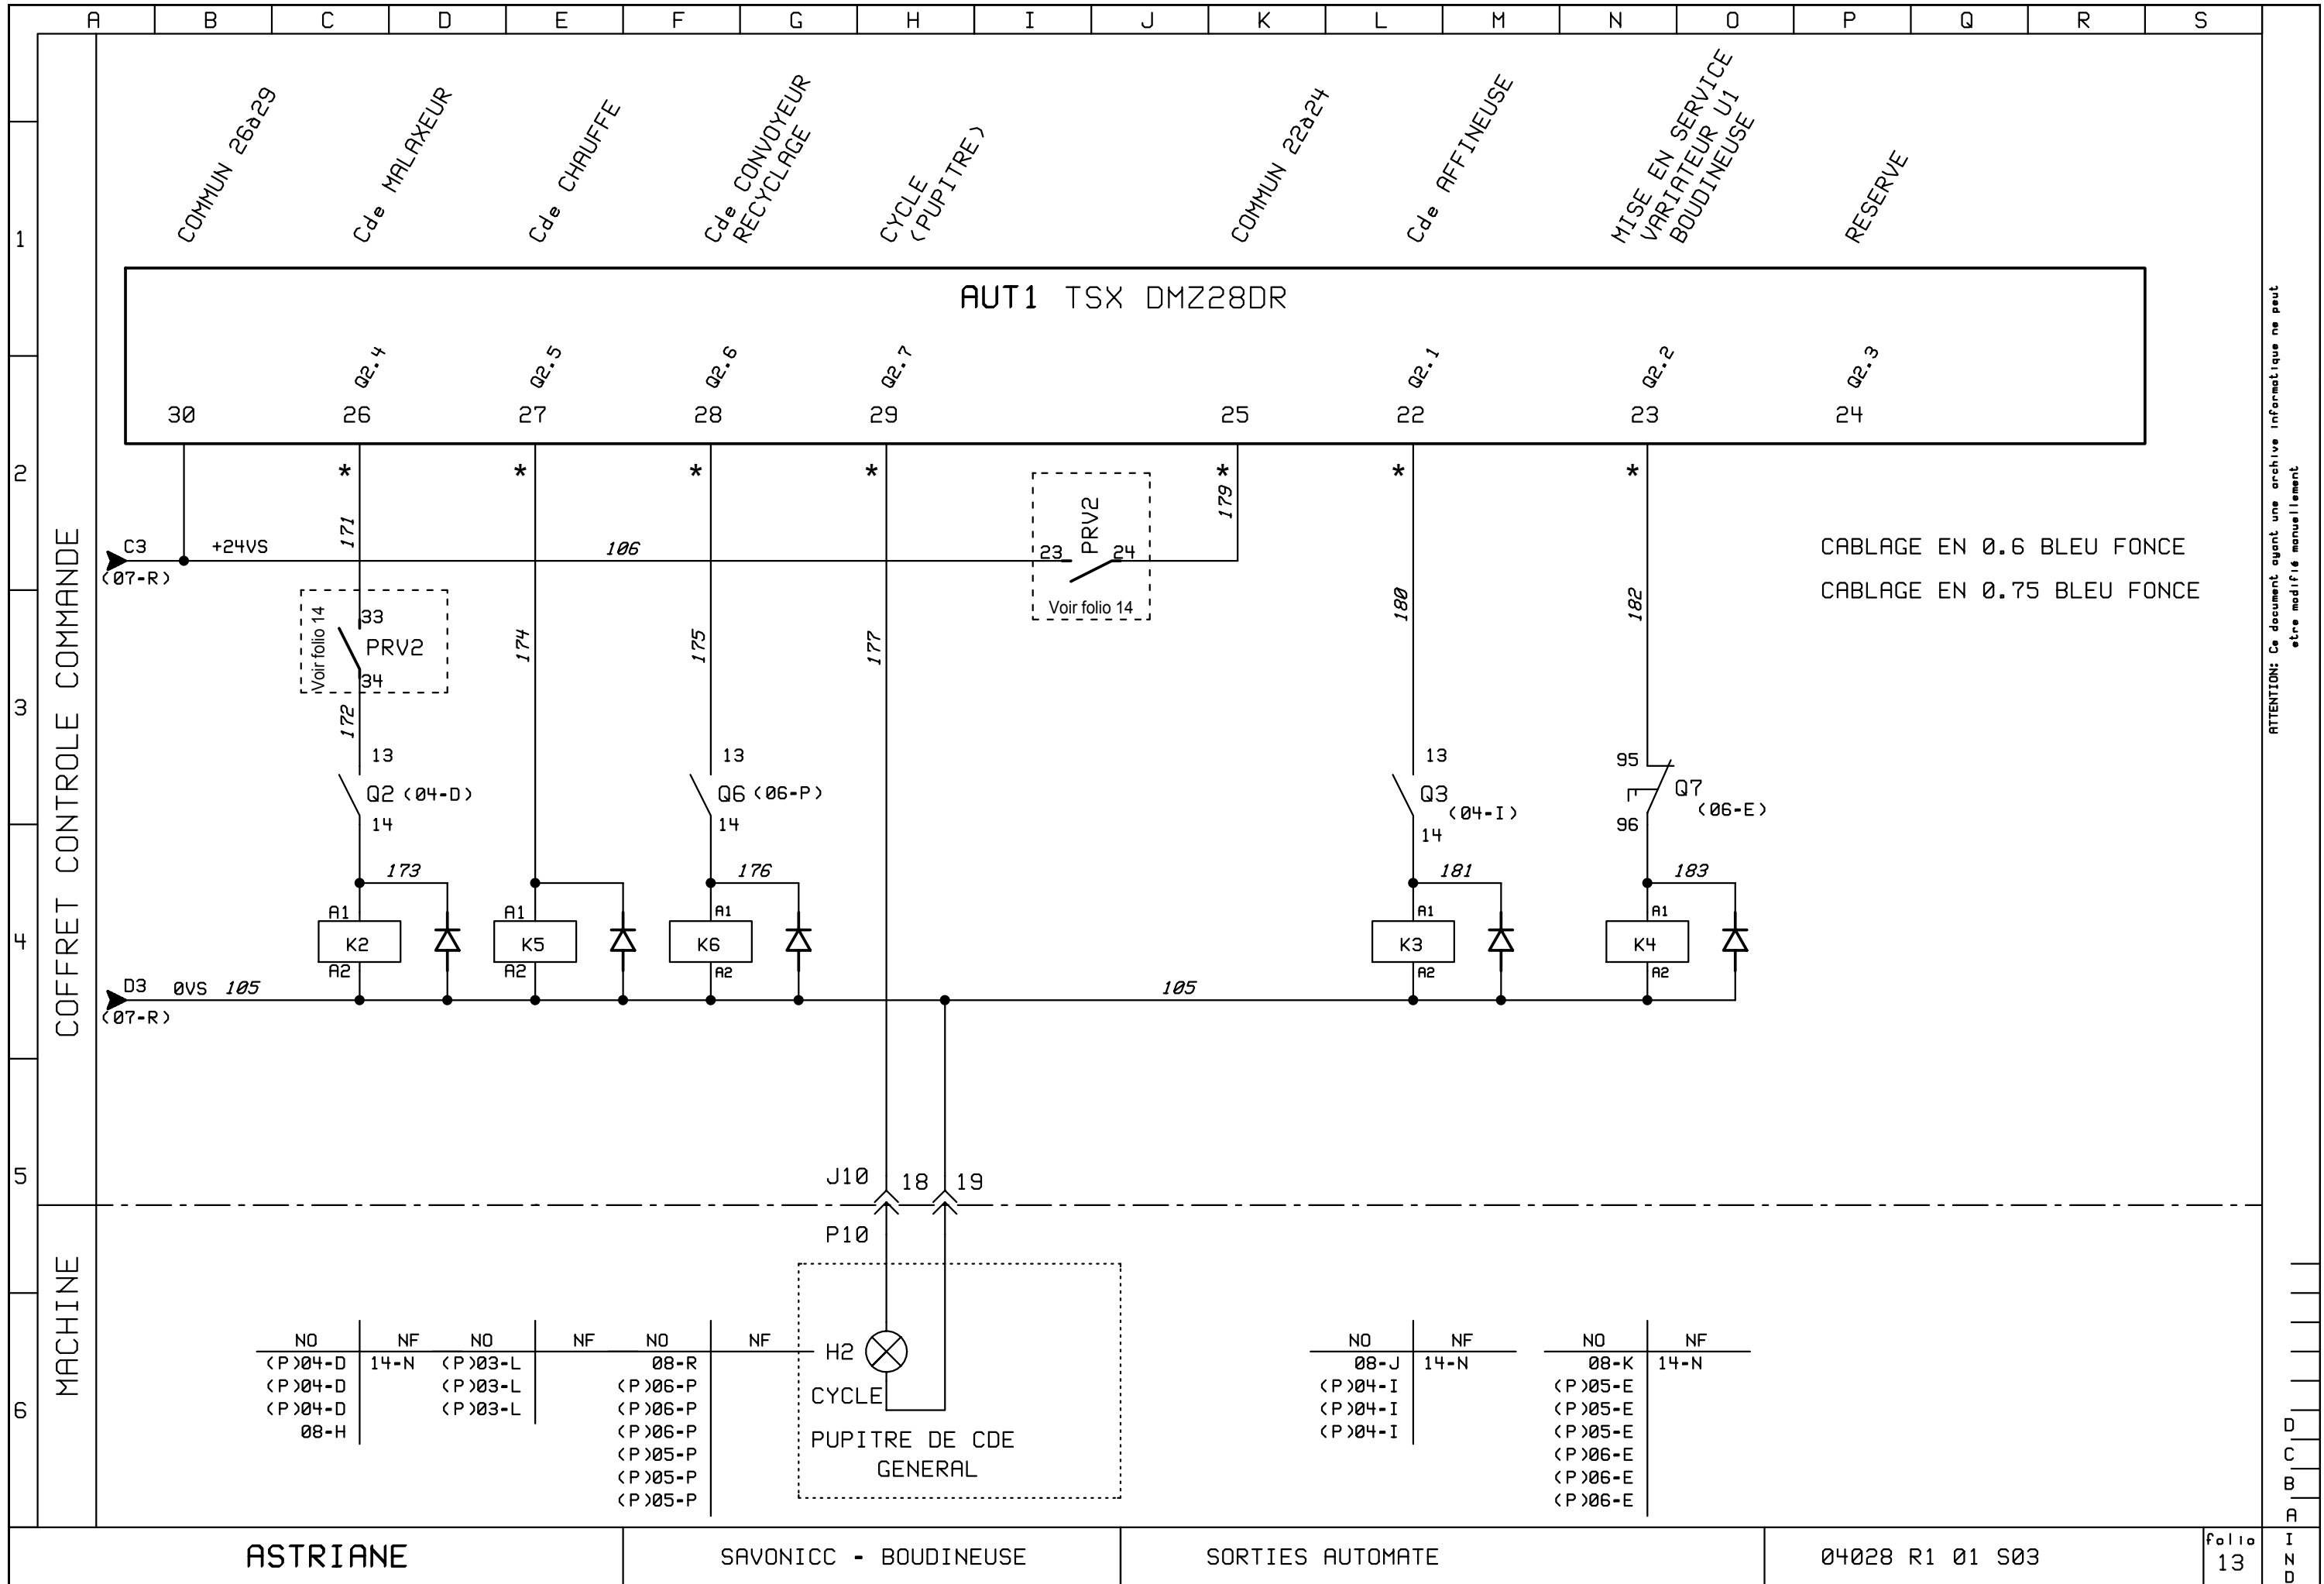 A B C D E F G H I J K L M N O P Q R S
COMMUN 26a29
Cde MALAXEUR
Cde CHAUFFE
Cde CONVOYEUR
RECYCLAGE
CYCLE
(PUPITRE)
COMMUN 22a24
Cde AFFINEUSE
MISE EN SERVICE
VARIATEUR U1
BOUDINEUSE
RESERVE
1
AUT1 TSX DMZ28DR
Q2.4 Q2.5 Q2.6 Q2.7 Q2.1 Q2.2 Q2.3
30 26 27 28 29 25 22 23 24
2
* * * * * * *
171
179
PRV2
C3 +24VS 106 23 24
(07-R)
Voir folio 14
CABLAGE EN 0.6 BLEU FONCE
CABLAGE EN 0.75 BLEU FONCE
180
182
Voir folio 14
33
PRV2
34
174
175
177
3
172
13 13 13 95
Q2 (04-D) Q6 (06-P) Q3 (04-I) Q7 (06-E)
14 14 14 96
173 176 181 183
A1 A1 A1 A1 A1
4
K2 K5 K6 K3 K4
A2 A2 A2 A2 A2
D3 0VS 105 105
(07-R)
COFFRET CONTROLE COMMANDE
5
J10 18 19
P10
MACHINE
6
NO NF NO NF NO NF
(P)04-D 14-N (P)03-L 08-R
(P)04-D (P)03-L (P)06-P
(P)04-D (P)03-L (P)06-P
08-H (P)06-P
(P)05-P
(P)05-P
(P)05-P
H2
CYCLE
PUPITRE DE CDE
GENERAL
NO NF NO NF
08-J 14-N 08-K 14-N
(P)04-I (P)05-E
(P)04-I (P)05-E
(P)04-I (P)05-E
(P)06-E
(P)06-E
(P)06-E
ATTENTION: Ce document ayant une archive informatique ne peut
etre modifié manuellement
D
C
B
A
I
N
D
ASTRIANE SAVONICC - BOUDINEUSE SORTIES AUTOMATE 04028 R1 01 S03 folio
13